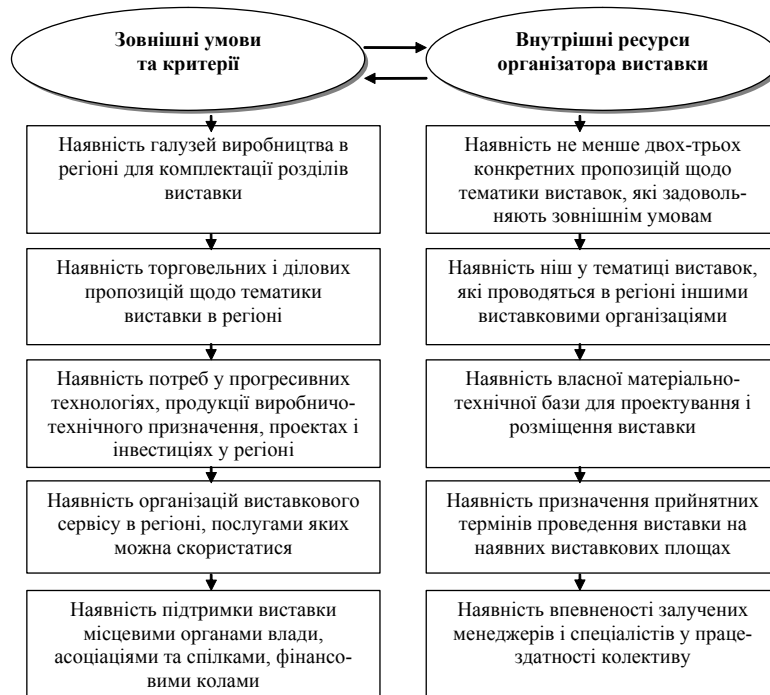 Зовнішні умови
та критерії
Наявність галузей виробництва в
регіоні для комплектації розділів
виставки
Наявність торговельних і ділових
пропозицій щодо тематики
виставки в регіоні
Наявність потреб у прогресивних
технологіях, продукції виробничо-
технічного призначення, проектах і
інвестиціях у регіоні
Наявність організацій виставкового
сервісу в регіоні, послугами яких
можна скористатися
Наявність підтримки виставки
місцевими органами влади,
асоціаціями та спілками, фінансо-
вими колами
Внутрішні ресурси
організатора виставки
Наявність не менше двох-трьох
конкретних пропозицій щодо
тематики виставок, які задоволь-
няють зовнішнім умовам
Наявність ніш у тематиці виставок,
які проводяться в регіоні іншими
виставковими організаціями
Наявність власної матеріально-
технічної бази для проектування і
розміщення виставки
Наявність призначення прийнятних
термінів проведення виставки на
наявних виставкових площах
Наявність впевненості залучених
менеджерів і спеціалістів у праце-
здатності колективу